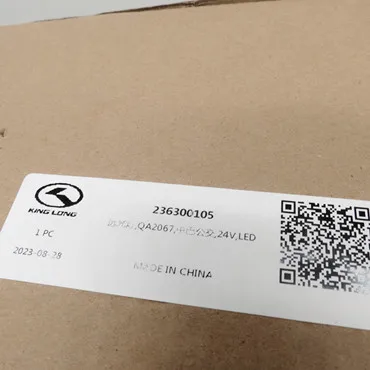 KING LONG
236300105
QA2067, 24V,LED
1 PC
2023-08-28
MADE IN CHINA